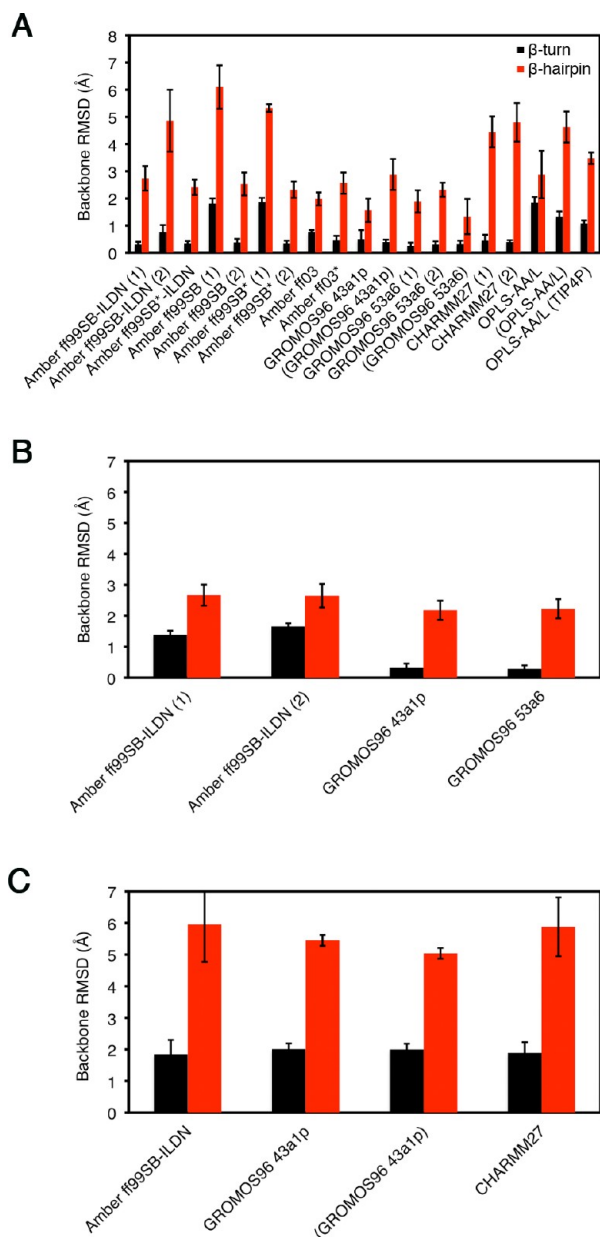 A
β-turn
β-hairpin
Backbone RMSD (Å)
8
7
6
5
4
3
2
1
0
Amber ff99SB-ILDN (1)
Amber ff99SB-ILDN (2)
Amber ff99SB*-ILDN
Amber ff99SB (1)
Amber ff99SB (2)
Amber ff99SB* (1)
Amber ff99SB* (2)
Amber ff03
Amber ff03*
GROMOS96 43a1p
(GROMOS96 43a1p)
GROMOS96 53a6 (1)
GROMOS96 53a6 (2)
(GROMOS96 53a6)
CHARMM27 (1)
CHARMM27 (2)
OPLS-AA/L
(OPLS-AA/L)
OPLS-AA/L (TIP4P)
B
Backbone RMSD (Å)
7
6
5
4
3
2
1
0
Amber ff99SB-ILDN (1)
Amber ff99SB-ILDN (2)
GROMOS96 43a1p
GROMOS96 53a6
C
Backbone RMSD (Å)
7
6
5
4
3
2
1
0
Amber ff99SB-ILDN
GROMOS96 43a1p
(GROMOS96 43a1p)
CHARMM27